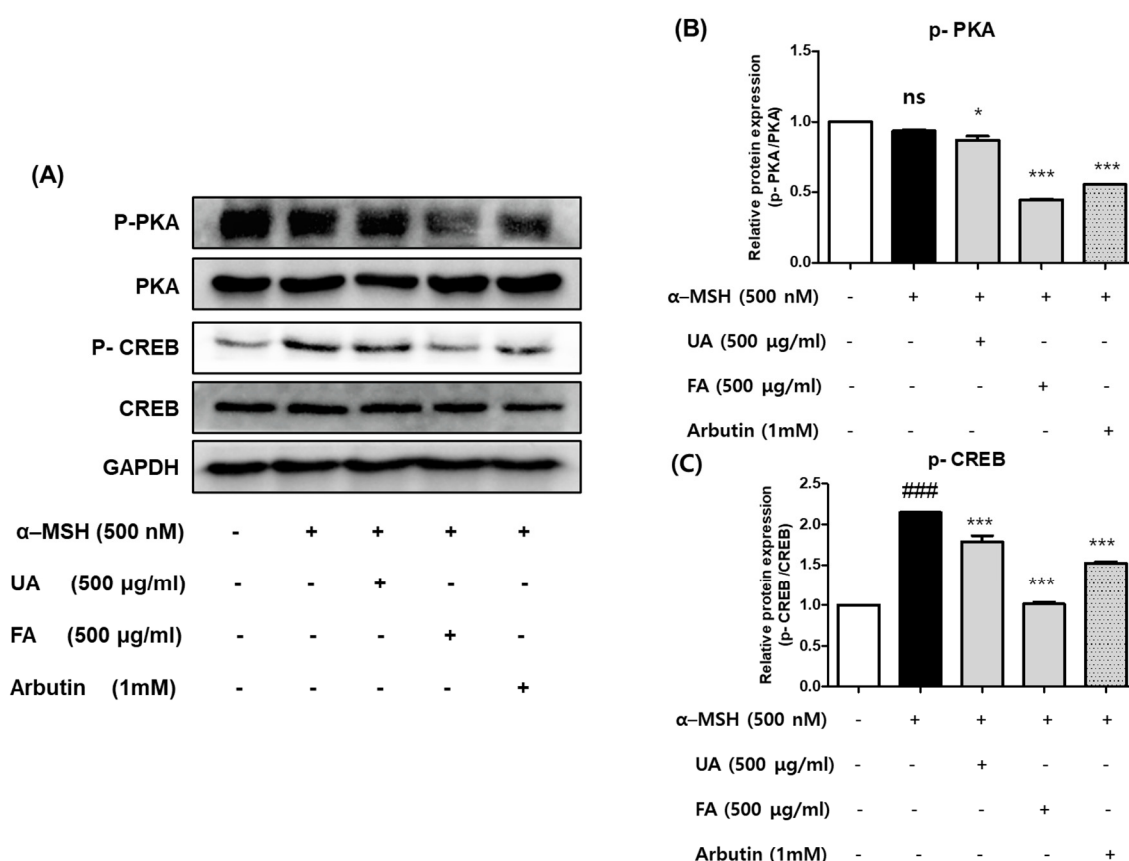 (A)
P-PKA
PKA
P- CREB
CREB
GAPDH
α–MSH (500 nM) - + + + +
UA (500 µg/ml) - - + - -
FA (500 µg/ml) - - - + -
Arbutin (1mM) - - - - +
(B)
p- PKA
Relative protein expression
(p- PKA /PKA)
1.5
1.0
0.5
0.0
ns
*
***
***
α–MSH (500 nM) - + + + +
UA (500 µg/ml) - - + - -
FA (500 µg/ml) - - - + -
Arbutin (1mM) - - - - +
(C)
p- CREB
Relative protein expression
(p- CREB /CREB)
2.5
2.0
1.5
1.0
0.5
0.0
###
***
***
***
α–MSH (500 nM) - + + + +
UA (500 µg/ml) - - + - -
FA (500 µg/ml) - - - + -
Arbutin (1mM) - - - - +